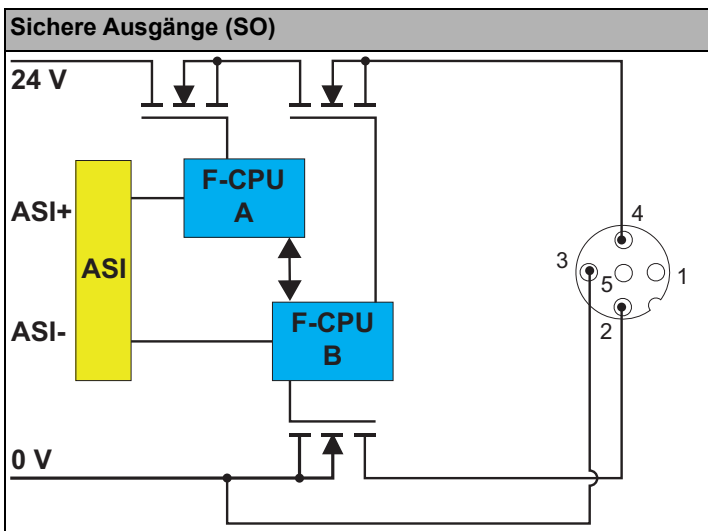 Sichere Ausgänge (SO)
24 V
F-CPU
A
ASI+
ASI
4
3
5
1
ASI-
F-CPU
B
2
0 V